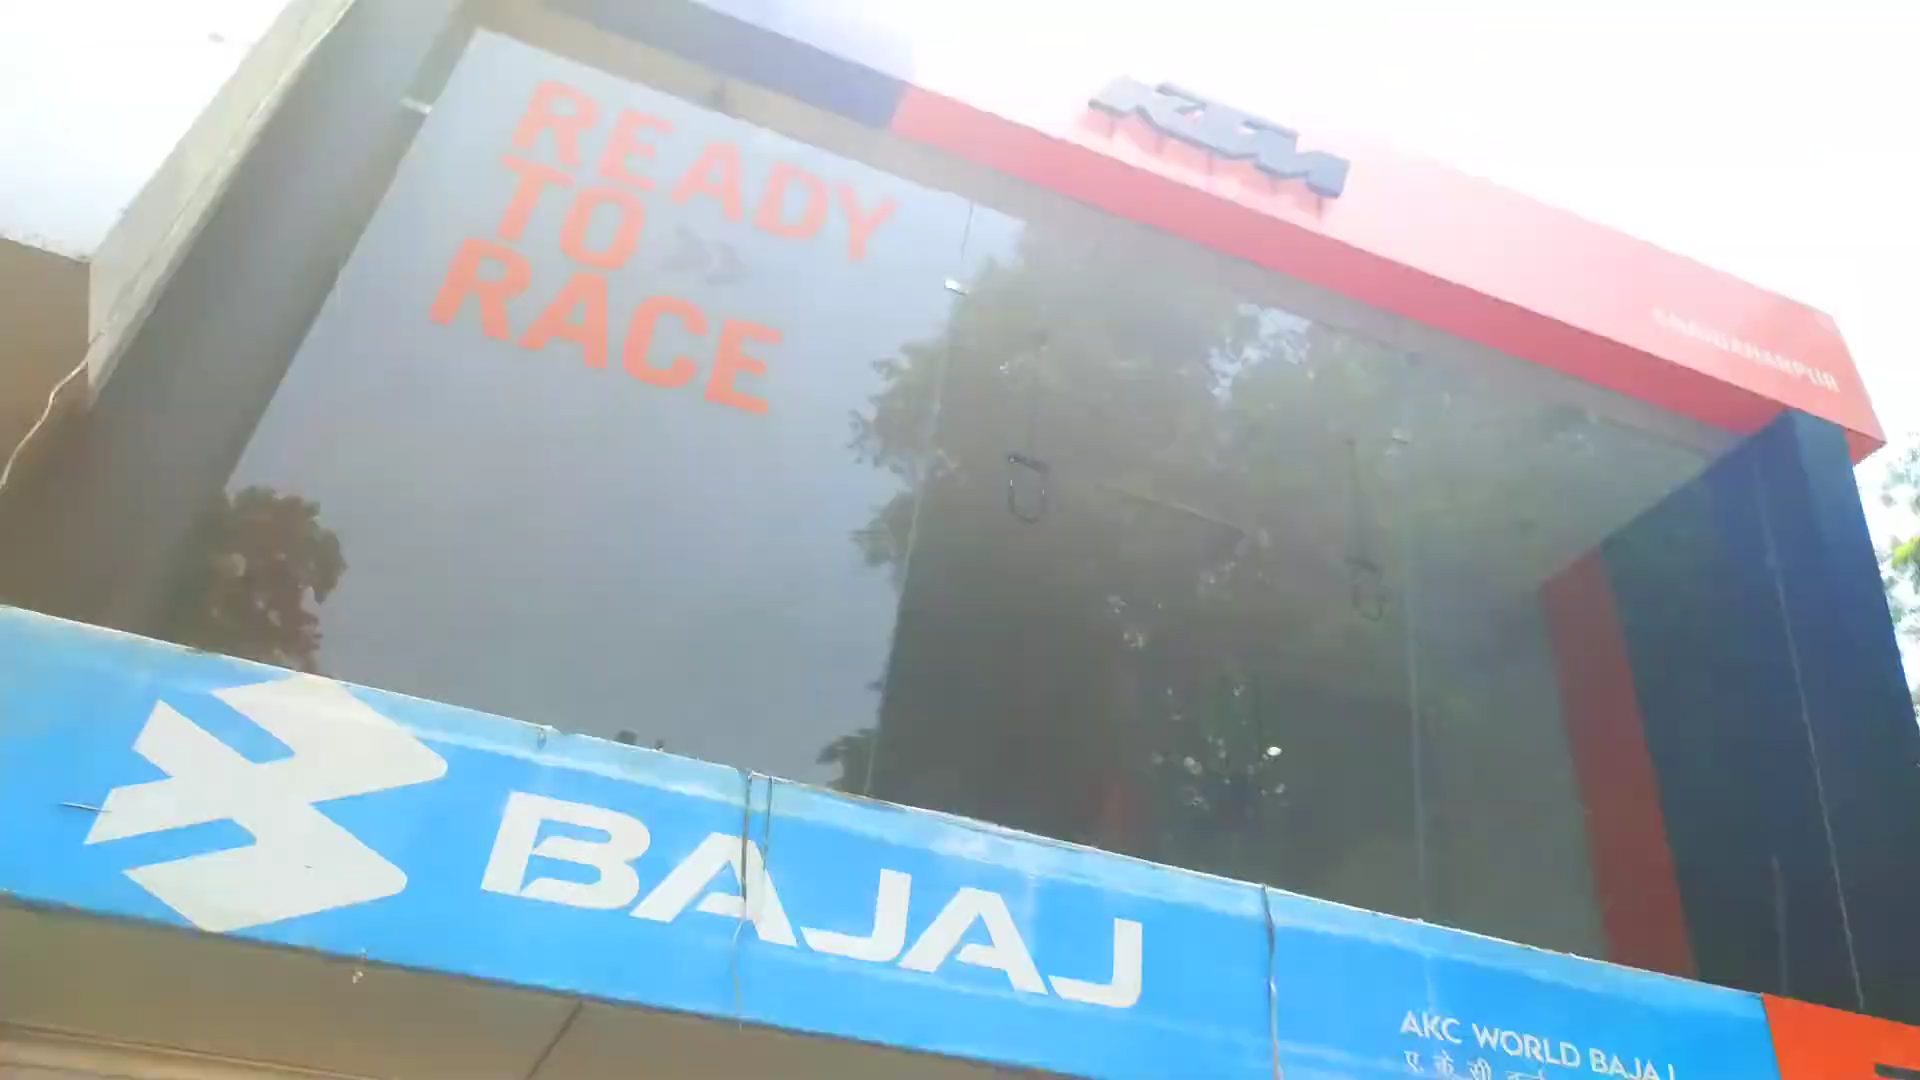 KTM
READY
TO
RACE
BAJAJ
AKC WORLD BAJAJ
ए. के. सी.